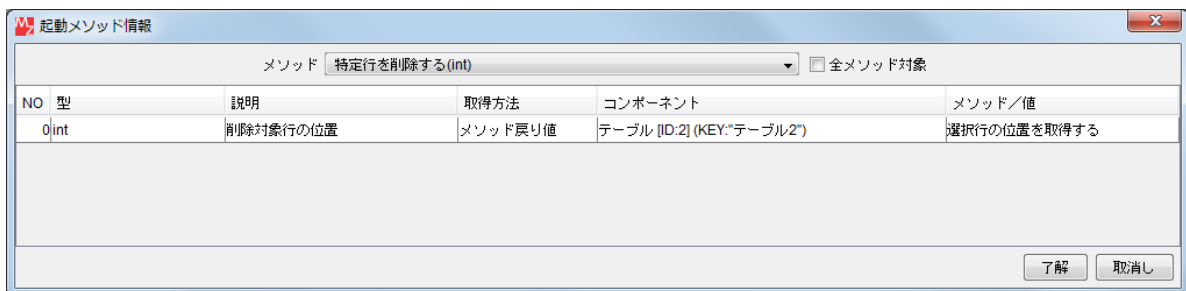 起動メソッド情報
メソッド 特定行を削除する(int) 全メソッド対象
NO 型 説明 取得方法 コンポーネント メソッド／値
0 int 削除対象行の位置 メソッド戻り値 テーブル [ID:2] (KEY:"テーブル2") 選択行の位置を取得する
了解 取消し